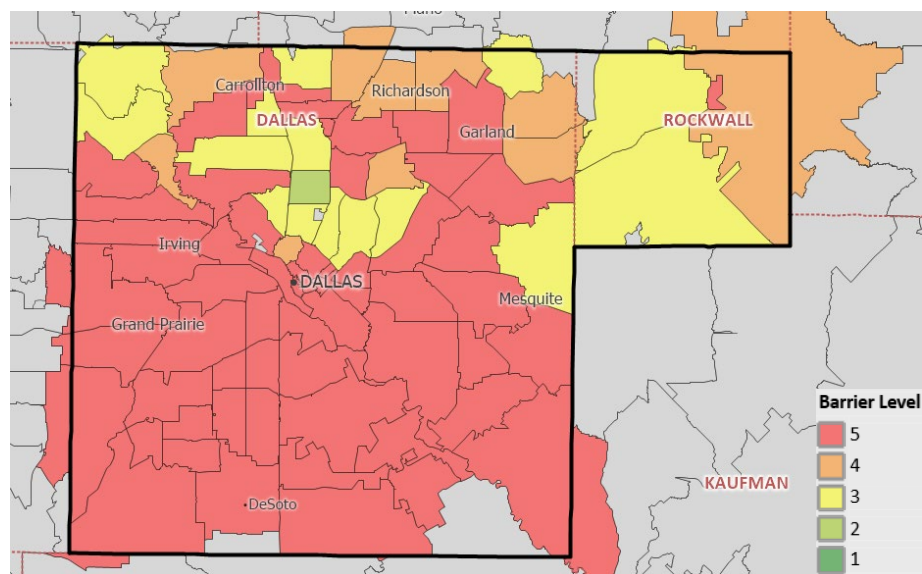 Plano
Carrollton
Richardson
DALLAS
ROCKWALL
Garland
Irving
DALLAS
Mesquite
Grand Prairie
Barrier Level
5
4
3
KAUFMAN
2
DeSoto
1